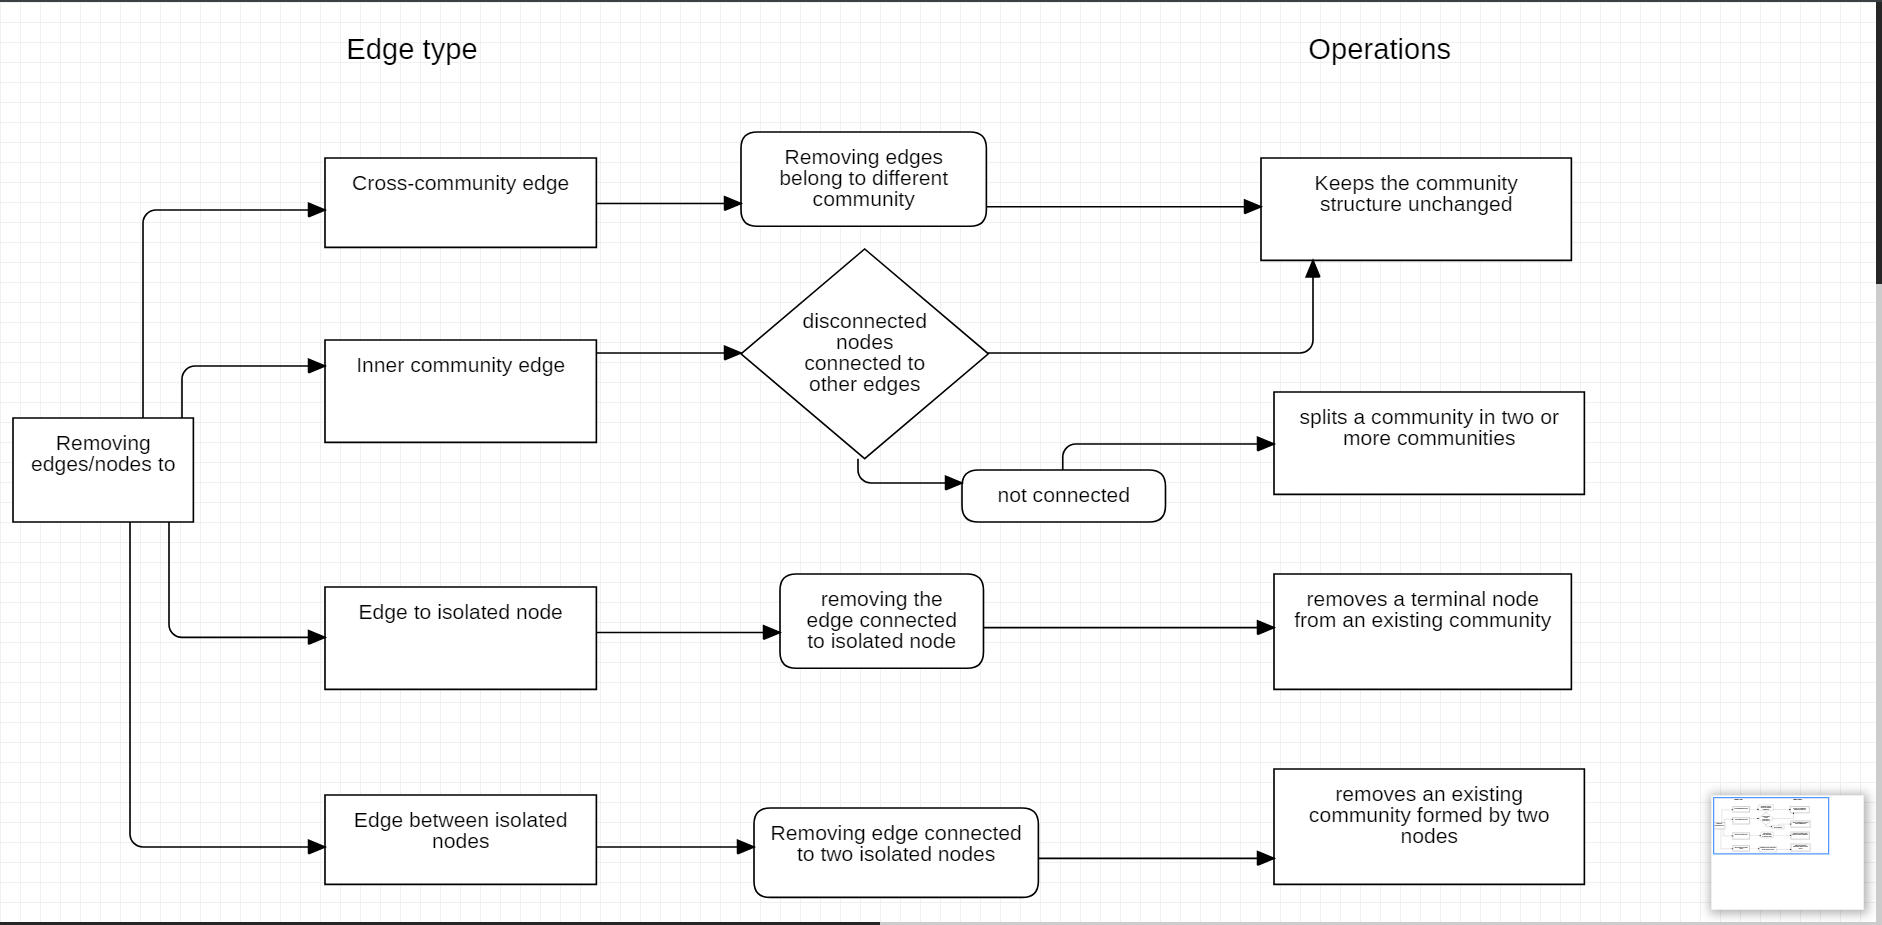 Edge type
Operations
Removing edges
belong to different
community
Cross-community edge
Keeps the community
structure unchanged
disconnected
nodes
connected to
other edges
Inner community edge
splits a community in two or
more communities
Removing
edges/nodes to
not connected
removing the
edge connected
to isolated node
Edge to isolated node
removes a terminal node
from an existing community
removes an existing
community formed by two
nodes
Edge between isolated
nodes
Removing edge connected
to two isolated nodes